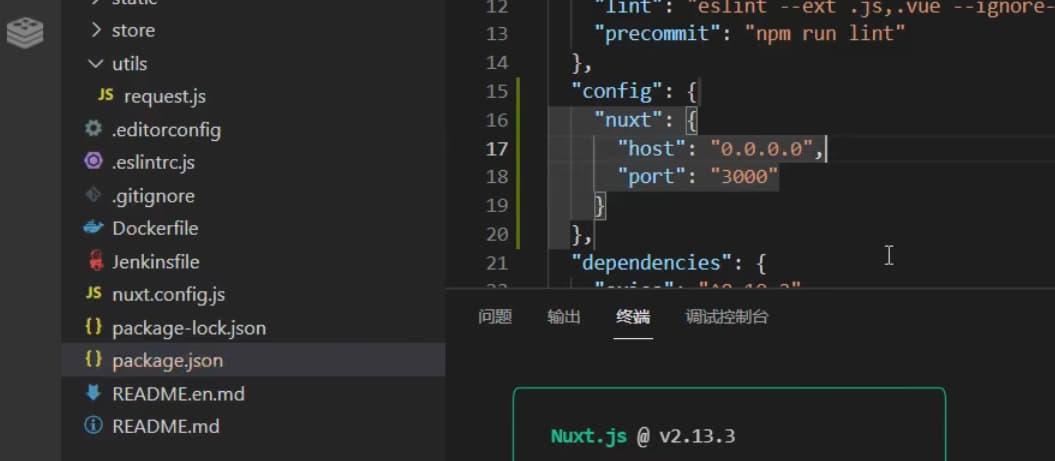 store
utils
JS request.js
.editorconfig
.eslintrc.js
.gitignore
Dockerfile
Jenkinsfile
JS nuxt.config.js
{} package-lock.json
{} package.json
README.en.md
README.md
12 "lint": "eslint --ext .js,.vue --ignore-
13 "precommit": "npm run lint"
14 },
15 "config": {
16 "nuxt": {
17 "host": "0.0.0.0",
18 "port": "3000"
19 }
20 },
21 "dependencies": {
问题 输出 终端 调试控制台
Nuxt.js @ v2.13.3